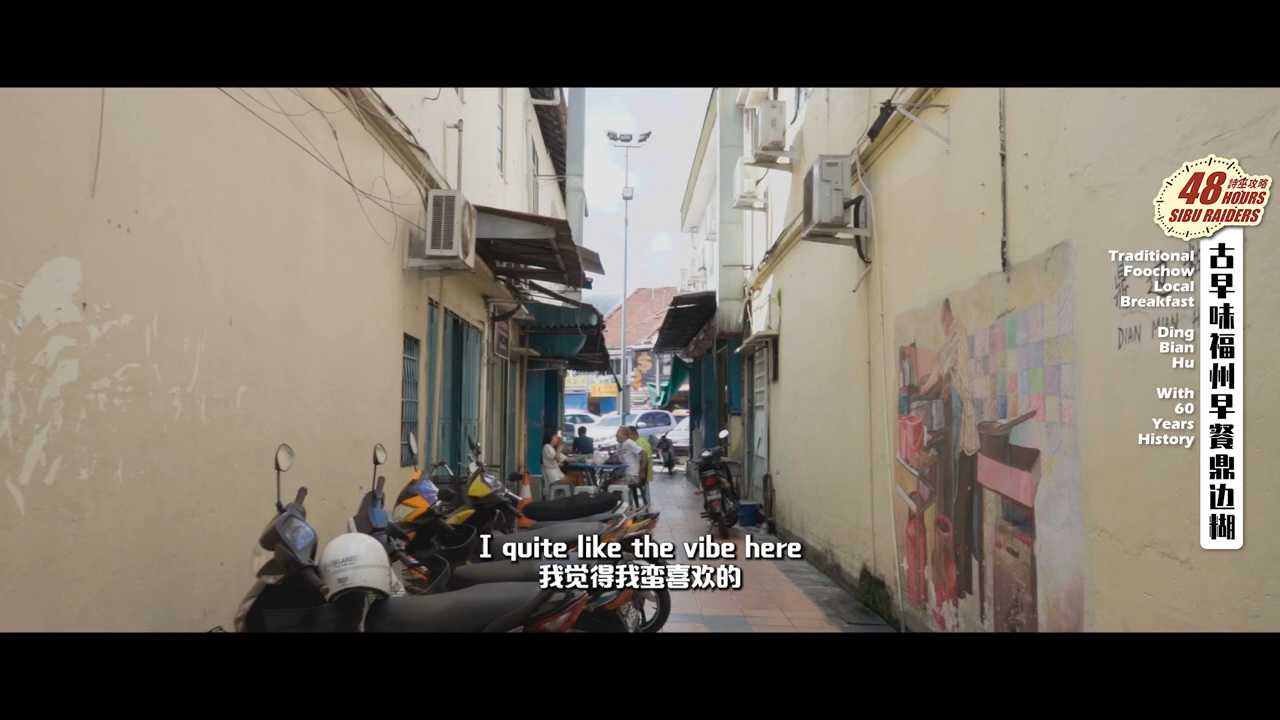 48
詩巫攻略
HOURS
SIBU RAIDERS
Traditional
Foochow
Local
Breakfast
Ding
Bian
Hu
With
60
Years
History
古早味福州早餐鼎边糊
鼎
DIAN MIAN
I quite like the vibe here
我觉得我蛮喜欢的